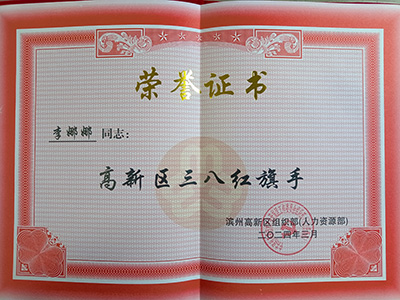 荣誉证书
李娜娜 同志:
高新区三八红旗手
滨州高新区组织部(人力资源部)
二〇二四年三月